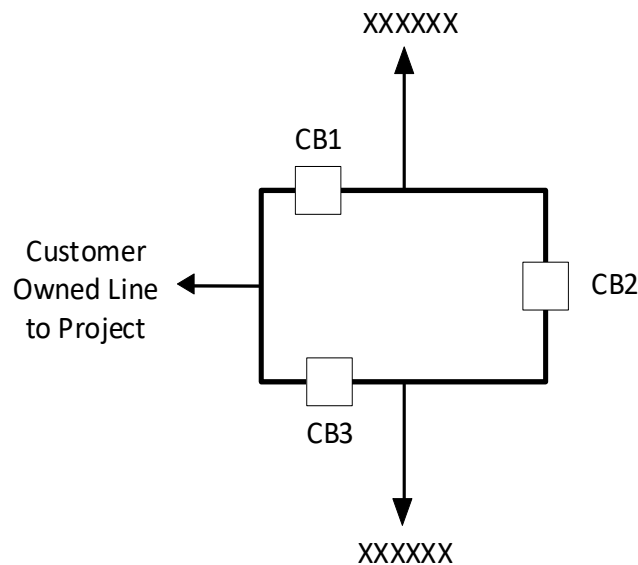 XXXXXX
CB1
Customer
Owned Line
to Project
CB2
CB3
XXXXXX